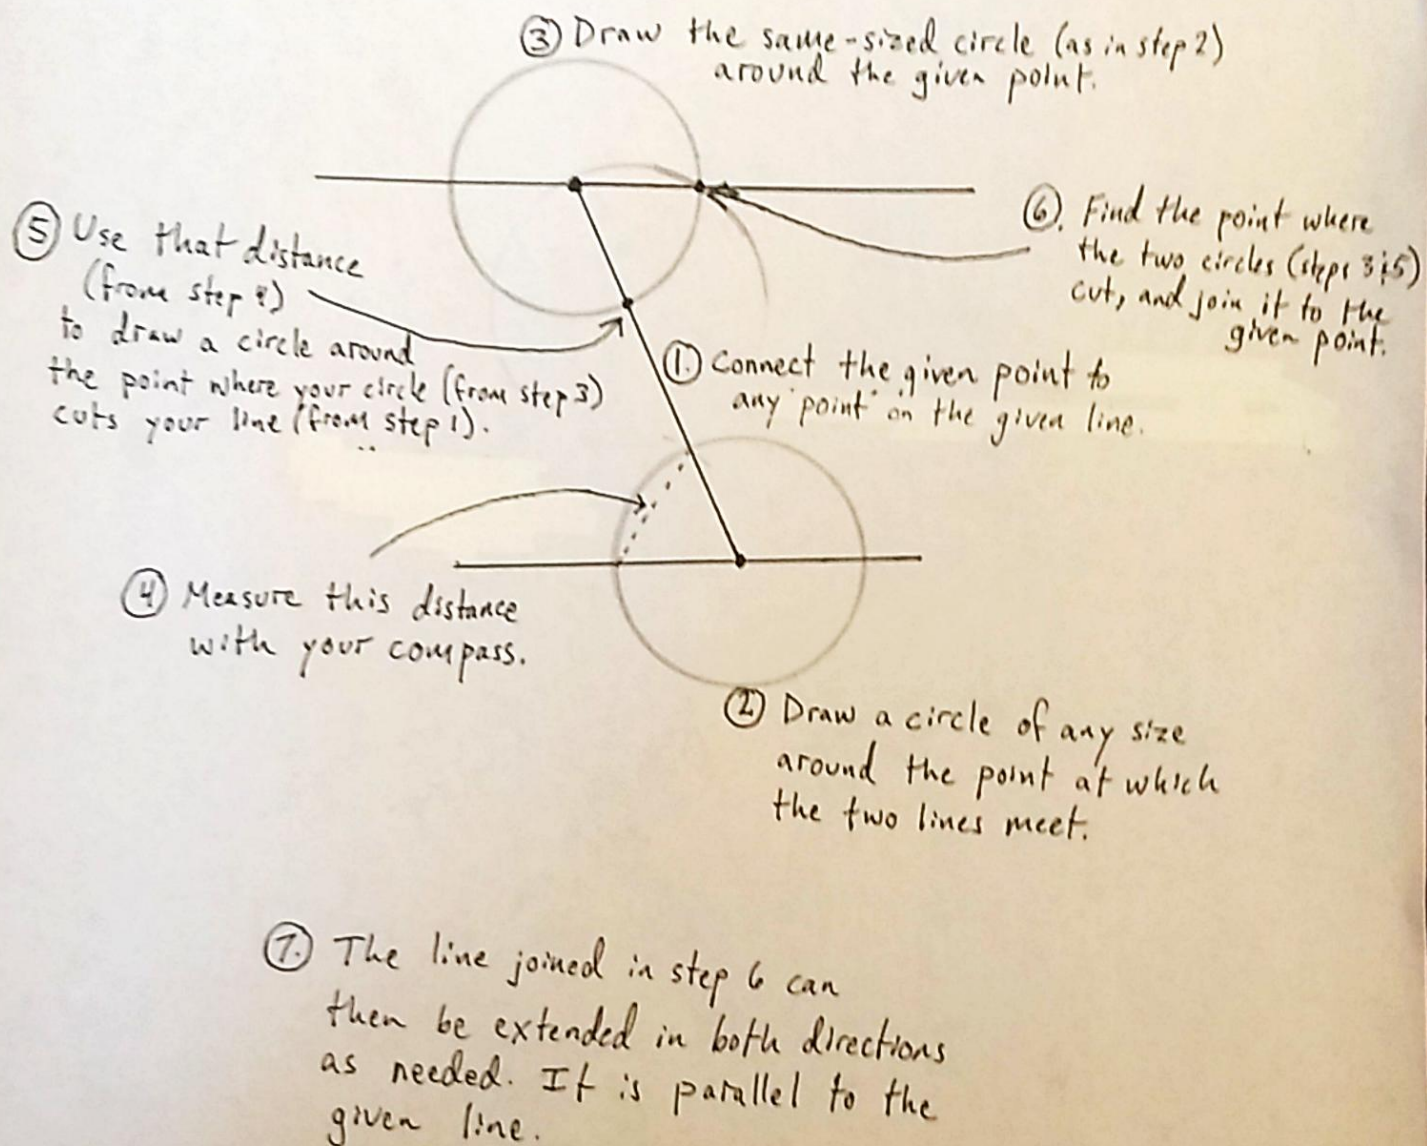 ③ Draw the same-sized circle (as in step 2)
around the given point.
⑥. Find the point where
the two circles (steps 3 & 5)
cut, and join it to the
given point.
⑤ Use that distance
(from step 4)
to draw a circle around
the point where your circle (from step 3)
cuts your line (from step 1).
①. Connect the given point to
any point on the given line.
④ Measure this distance
with your compass.
② Draw a circle of any size
around the point at which
the two lines meet.
⑦. The line joined in step 6 can
then be extended in both directions
as needed. It is parallel to the
given line.